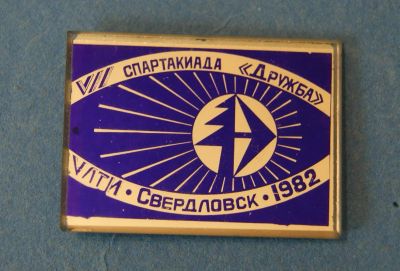 VII СПАРТАКИАДА «ДРУЖБА»
УЛТИ · СВЕРДЛОВСК · 1982